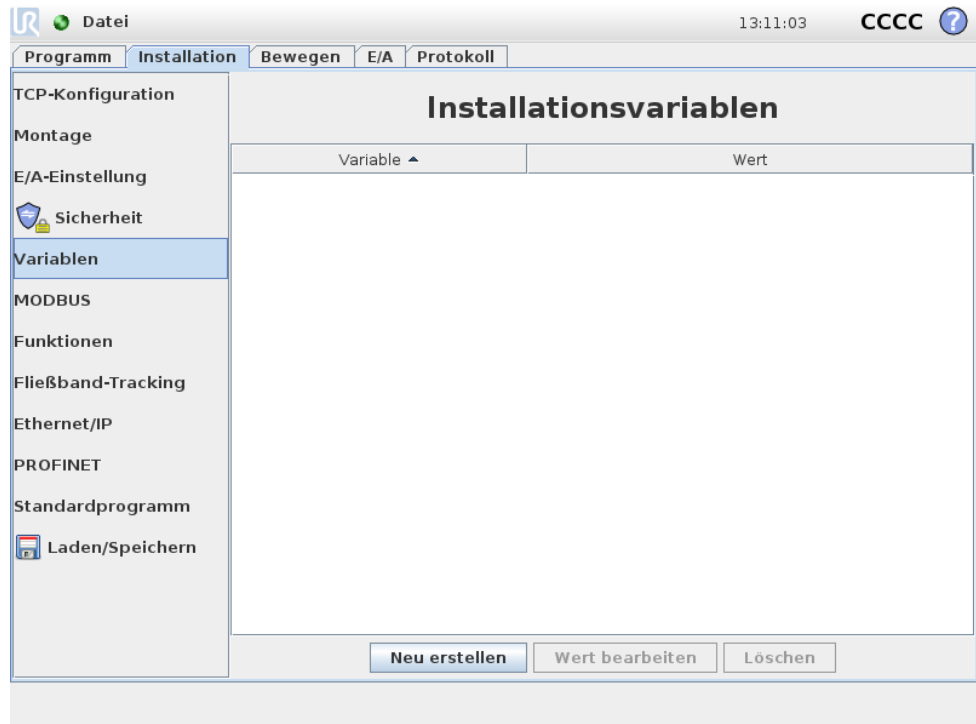 UR Datei 13:11:03 CCCC ?
Programm Installation Bewegen E/A Protokoll
TCP-Konfiguration
Montage
E/A-Einstellung
Sicherheit
Variablen
MODBUS
Funktionen
Fließband-Tracking
Ethernet/IP
PROFINET
Standardprogramm
Laden/Speichern
Installationsvariablen
Variable Wert
Neu erstellen Wert bearbeiten Löschen